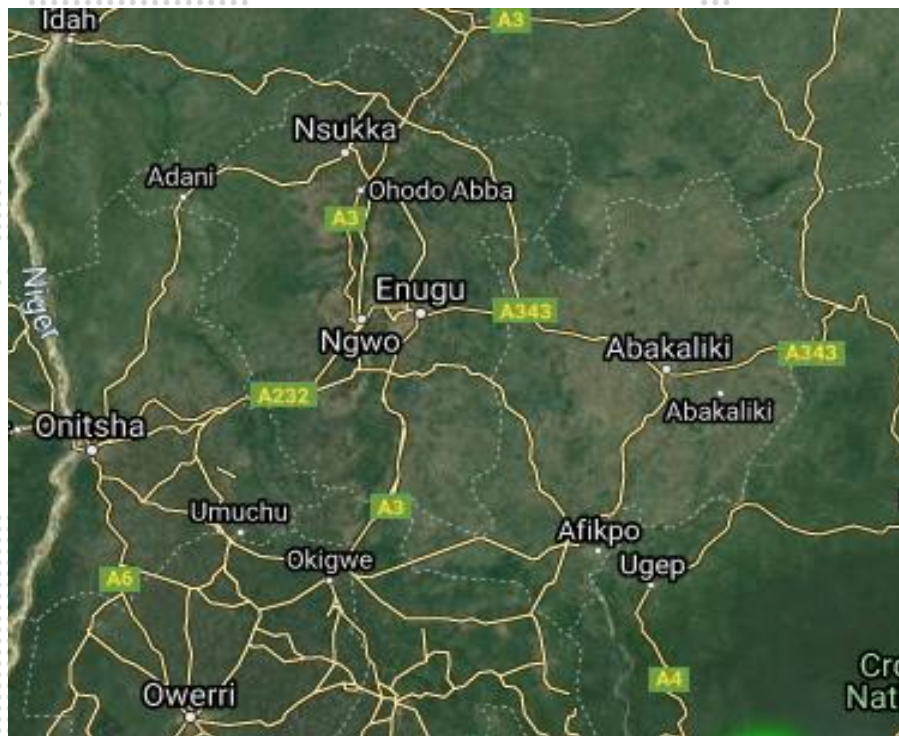 Idah
A3
Nsukka
Adani
Ohodo Abba
A3
Niger
Enugu
A343
Ngwo
Abakaliki
A343
A232
Abakaliki
Onitsha
A3
Umuchu
Afikpo
Okigwe
Ugep
A6
Cro
Nat
A4
Owerri